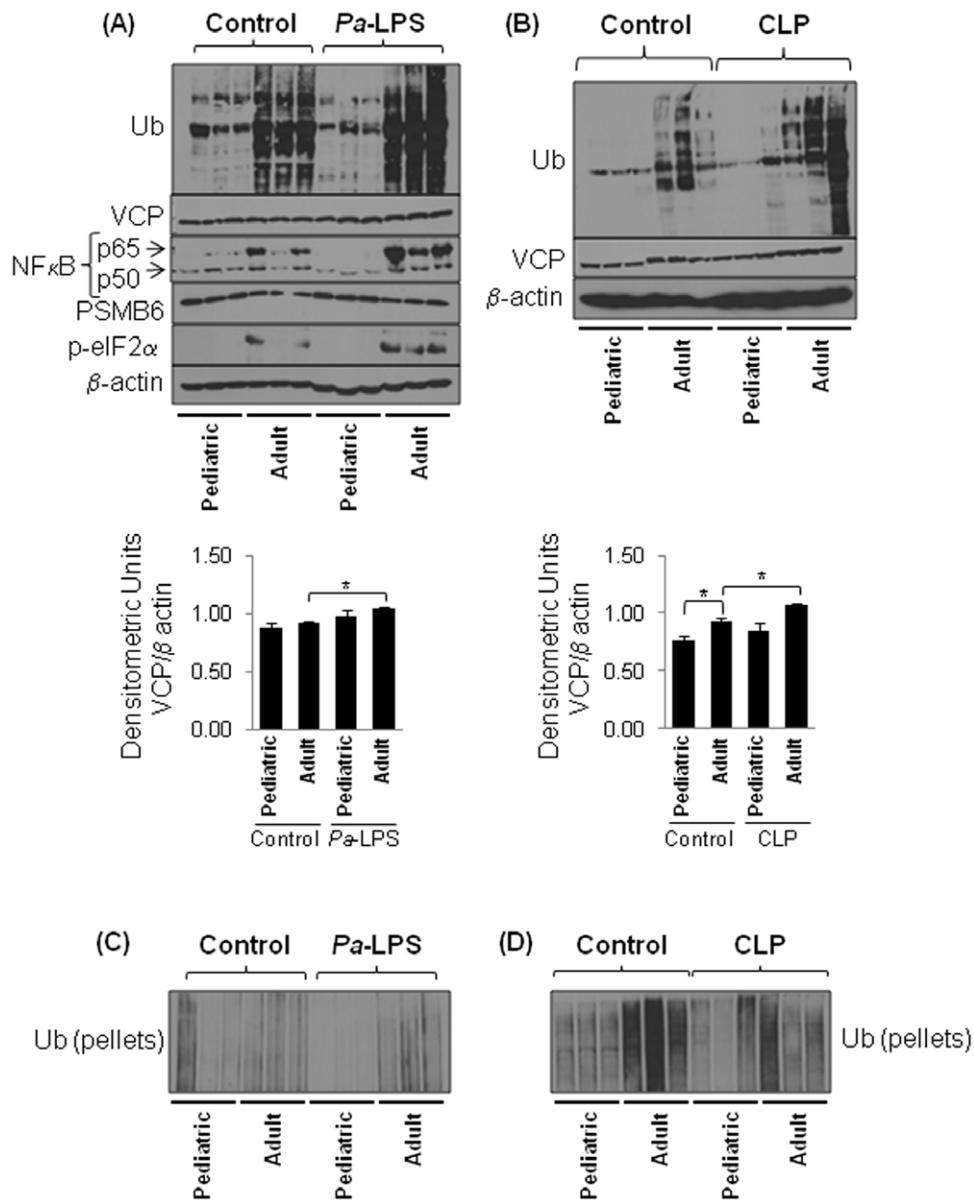 (A)
Control
Pa-LPS
Ub
VCP
NFκB
p65
p50
PSMB6
p-eIF2α
β-actin
Pediatric
Adult
Pediatric
Adult
(B)
Control
CLP
Ub
VCP
β-actin
Pediatric
Adult
Pediatric
Adult
Densitometric Units
VCP/β actin
1.50
1.00
0.50
0.00
*
Pediatric
Adult
Pediatric
Adult
Control
Pa-LPS
Densitometric Units
VCP/β actin
1.50
1.00
0.50
0.00
*
*
Pediatric
Adult
Pediatric
Adult
Control
CLP
(C)
Control
Pa-LPS
Ub (pellets)
Pediatric
Adult
Pediatric
Adult
(D)
Control
CLP
Ub (pellets)
Pediatric
Adult
Pediatric
Adult